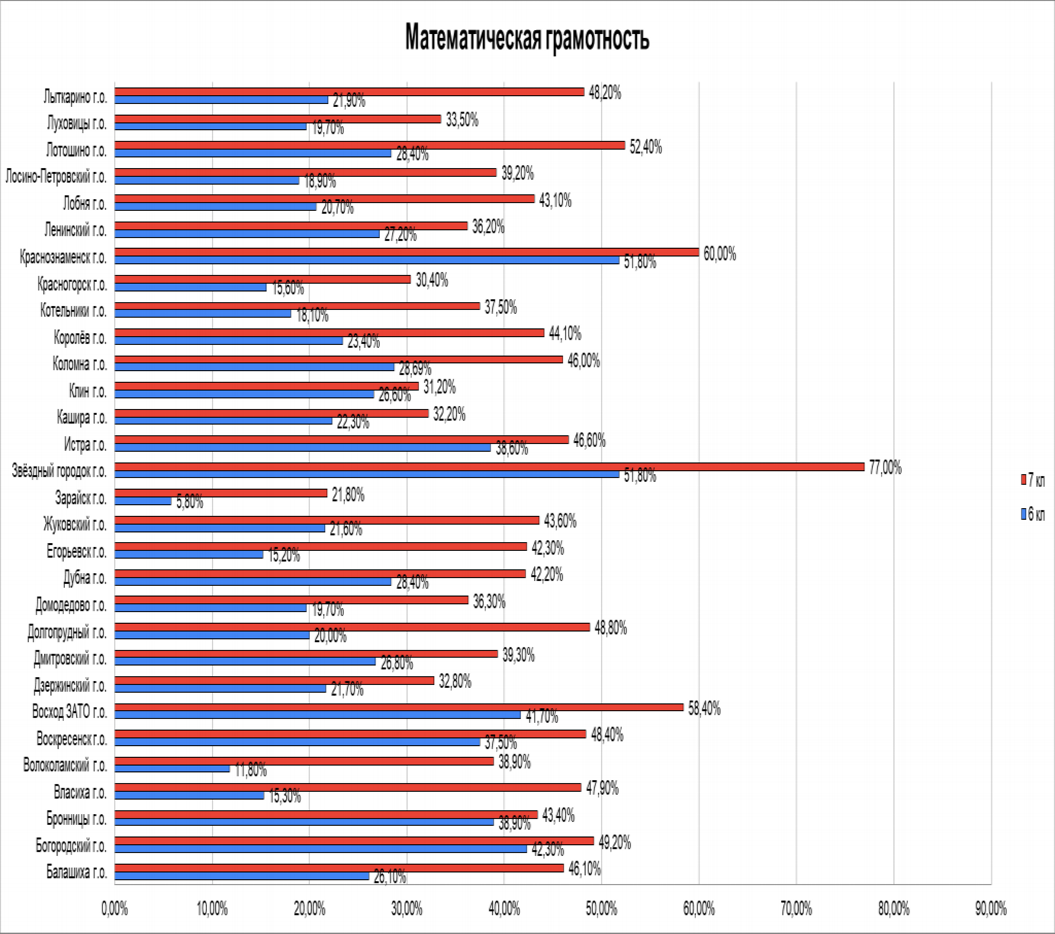 Математическая грамотность
Лыткарино г.о. 48,20%
21,90%
Луховицы г.о. 33,50%
19,70%
Лотошино г.о. 52,40%
28,40%
Лосино-Петровский г.о. 39,20%
18,90%
Лобня г.о. 43,10%
20,70%
Ленинский г.о. 36,20%
27,20%
Краснознаменск г.о. 60,00%
51,80%
Красногорск г.о. 30,40%
15,60%
Котельники г.о. 37,50%
18,10%
Королёв г.о. 44,10%
23,40%
Коломна г.о. 46,00%
28,69%
Клин г.о. 31,20%
26,60%
Кашира г.о. 32,20%
22,30%
Истра г.о. 46,60%
38,60%
Звёздный городок г.о. 77,00%
51,80%
Зарайск г.о. 21,80%
5,80%
Жуковский г.о. 43,60%
21,60%
Егорьевск г.о. 42,30%
15,20%
Дубна г.о. 42,20%
28,40%
Домодедово г.о. 36,30%
19,70%
Долгопрудный г.о. 48,80%
20,00%
Дмитровский г.о. 39,30%
26,80%
Дзержинский г.о. 32,80%
21,70%
Восход ЗАТО г.о. 58,40%
41,70%
Воскресенск г.о. 48,40%
37,50%
Волоколамский г.о. 38,90%
11,80%
Власиха г.о. 47,90%
15,30%
Бронницы г.о. 43,40%
38,90%
Богородский г.о. 49,20%
42,30%
Балашиха г.о. 46,10%
26,10%
0,00% 10,00% 20,00% 30,00% 40,00% 50,00% 60,00% 70,00% 80,00% 90,00%
7 кл
6 кл